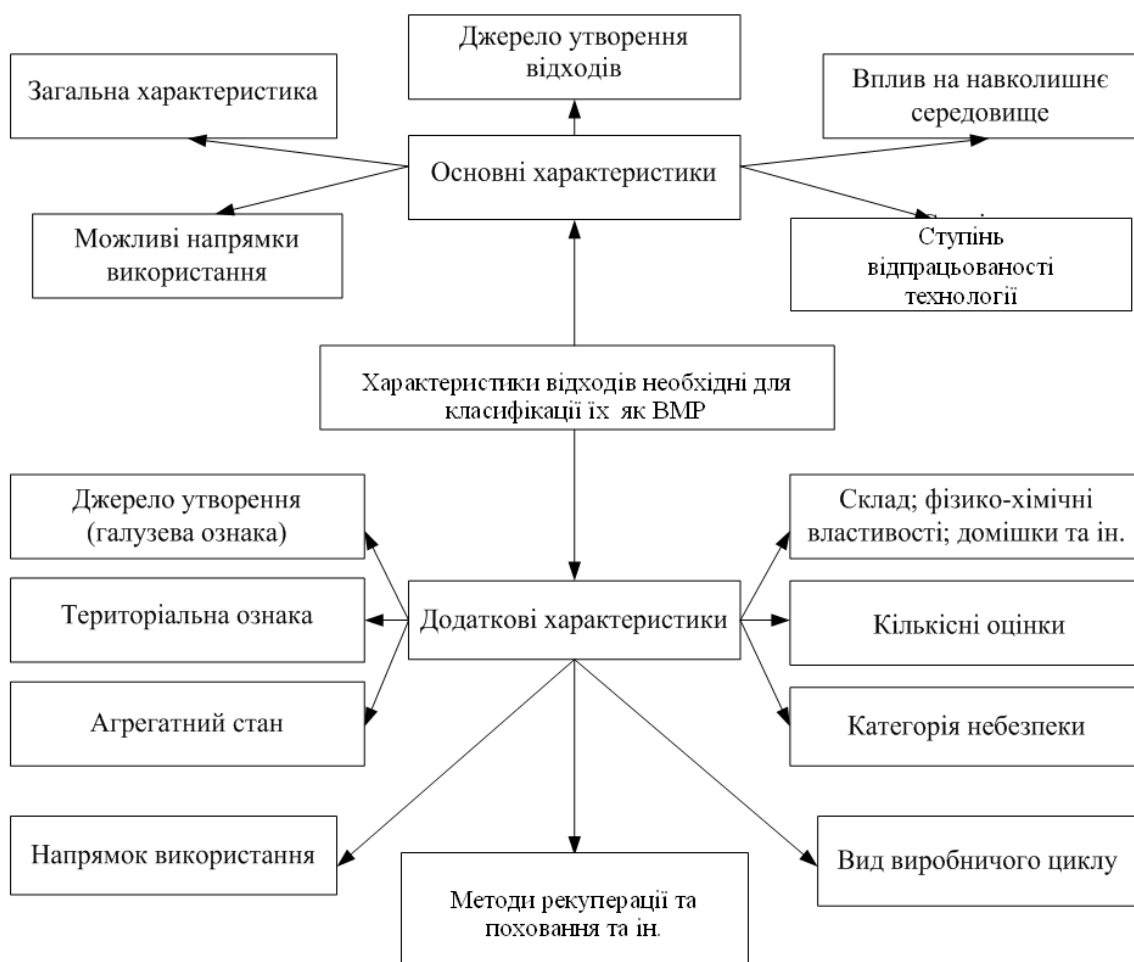 Джерело утворення
відходів
Загальна характеристика
Вплив на навколишнє
середовище
Основні характеристики
Можливі напрямки
використання
Ступінь
відпрацьованості
технології
Характеристики відходів необхідні для
класифікації їх як ВМР
Джерело утворення
(галузева ознака)
Склад; фізико-хімічні
властивості; домішки та ін.
Територіальна ознака
Додаткові характеристики
Кількісні оцінки
Агрегатний стан
Категорія небезпеки
Напрямок використання
Вид виробничого циклу
Методи рекуперації та
поховання та ін.